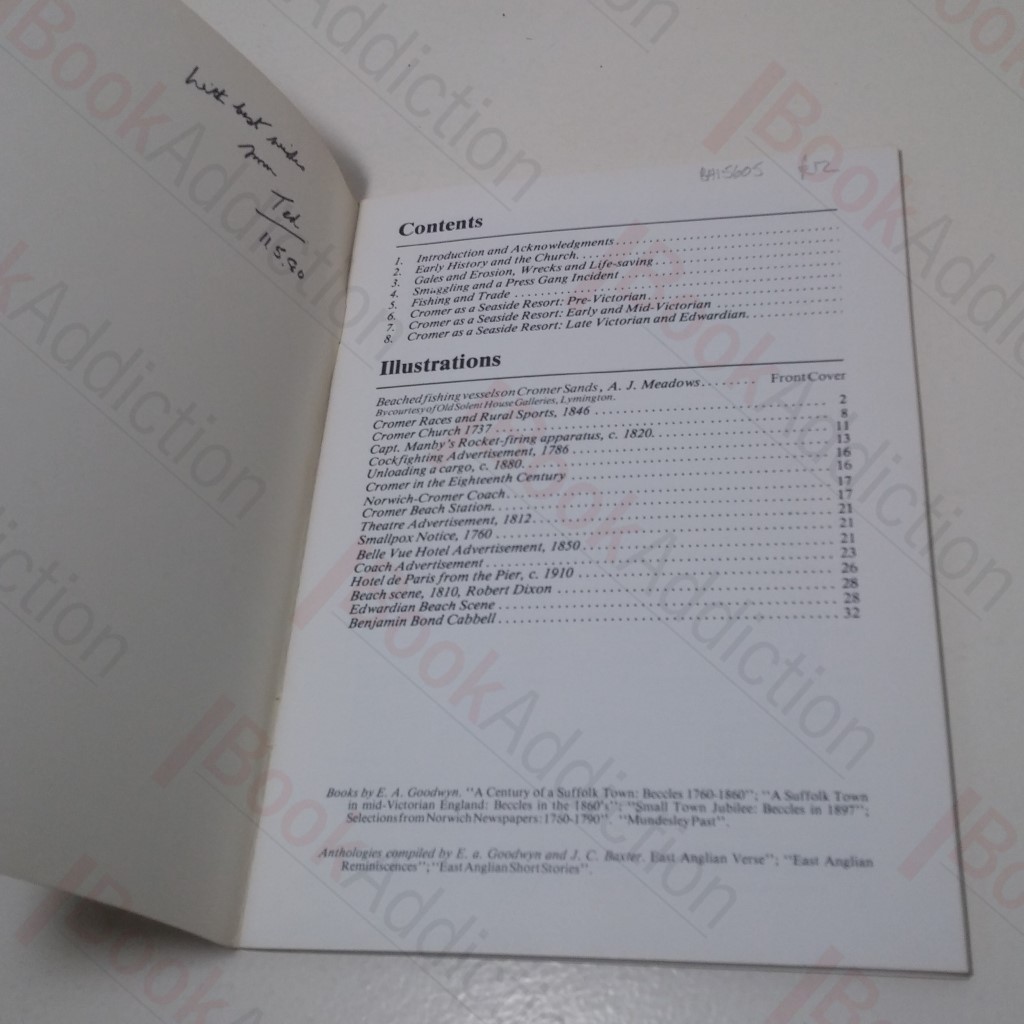 With best wishes
from
Ted
11.5.90
BAI-5605 £12
Contents
1. Introduction and Acknowledgments
2. Early History and the Church
3. Gales and Erosion, Wrecks and Life-saving
4. Smuggling and a Press Gang Incident
5. Fishing and Trade
6. Cromer as a Seaside Resort: Pre-Victorian
7. Cromer as a Seaside Resort: Early and Mid-Victorian
8. Cromer as a Seaside Resort: Late Victorian and Edwardian.
Illustrations
Beached fishing vessels on Cromer Sands, A. J. Meadows........ Front Cover
By courtesy of Old Solent House Galleries, Lymington.
Cromer Races and Rural Sports, 1846 2
Cromer Church 1737 8
Capt. Manby's Rocket-firing apparatus, c. 1820. 11
Cockfighting Advertisement, 1786 13
Unloading a cargo, c. 1880. 16
Cromer in the Eighteenth Century 16
Norwich-Cromer Coach. 17
Cromer Beach Station. 17
Theatre Advertisement, 1812 21
Smallpox Notice, 1760 21
Belle Vue Hotel Advertisement, 1850 21
Coach Advertisement 23
Hotel de Paris from the Pier, c. 1910 26
Beach scene, 1810, Robert Dixon 28
Edwardian Beach Scene 28
Benjamin Bond Cabbell 32
Books by E. A. Goodwyn. "A Century of a Suffolk Town: Beccles 1760-1860"; "A Suffolk Town
in mid-Victorian England: Beccles in the 1860's"; "Small Town Jubilee: Beccles in 1897";
Selections from Norwich Newspapers: 1760-1790". "Mundesley Past".
Anthologies compiled by E. a. Goodwyn and J. C. Baxter. East Anglian Verse"; "East Anglian
Reminiscences"; "East Anglian Short Stories".
BookAddiction